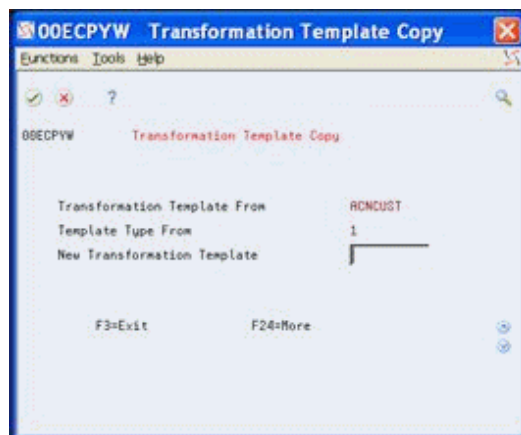 00ECPYW Transformation Template Copy
Functions Tools Help
?
00ECPYW Transformation Template Copy
Transformation Template From ACNCUST
Template Type From 1
New Transformation Template
F3=Exit F24=More